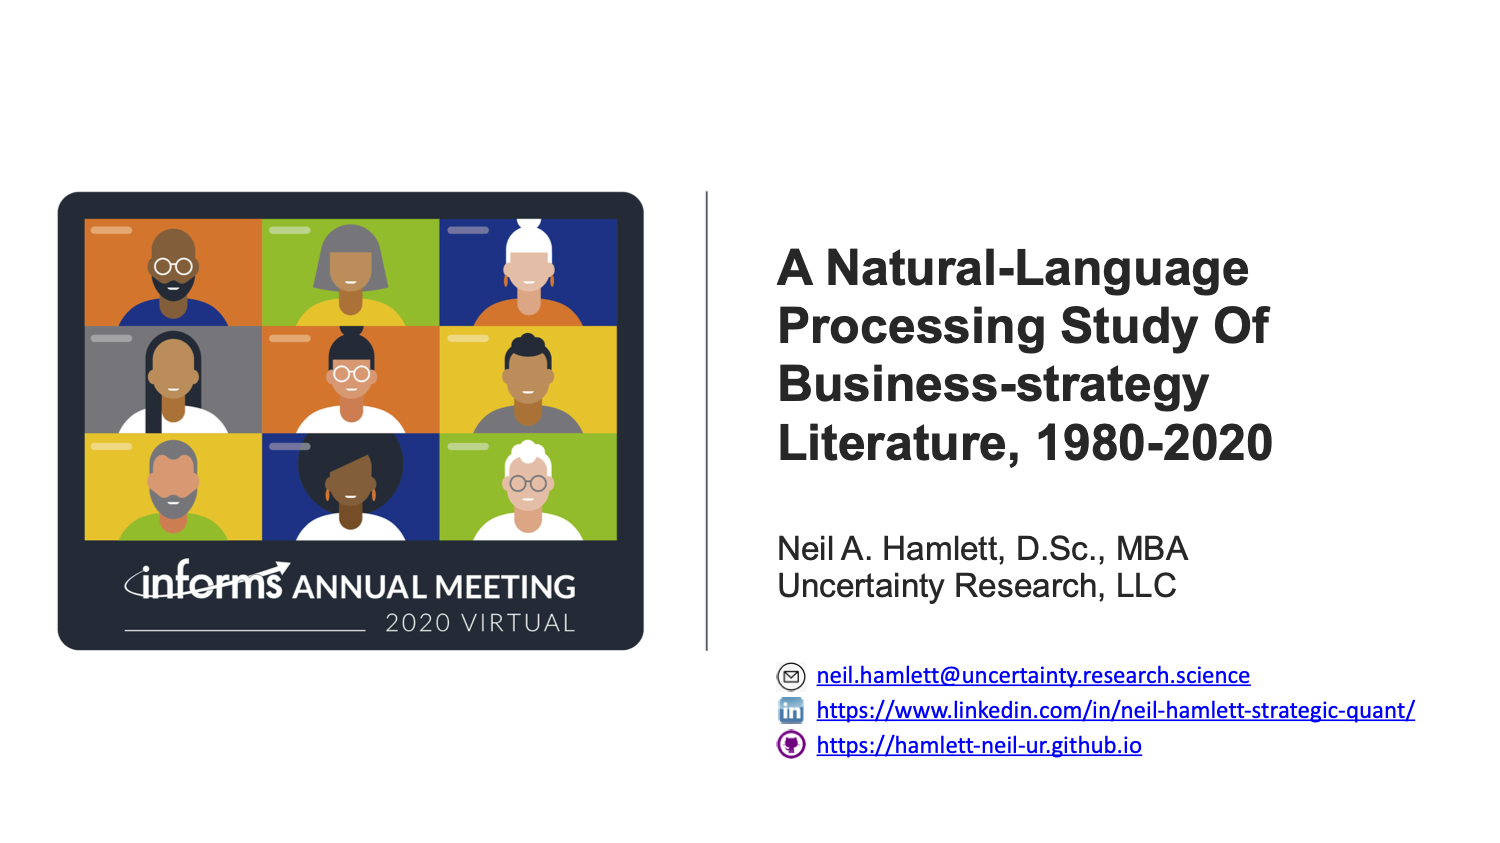 informs ANNUAL MEETING
2020 VIRTUAL
A Natural-Language
Processing Study Of
Business-strategy
Literature, 1980-2020
Neil A. Hamlett, D.Sc., MBA
Uncertainty Research, LLC
neil.hamlett@uncertainty.research.science
in https://www.linkedin.com/in/neil-hamlett-strategic-quant/
https://hamlett-neil-ur.github.io